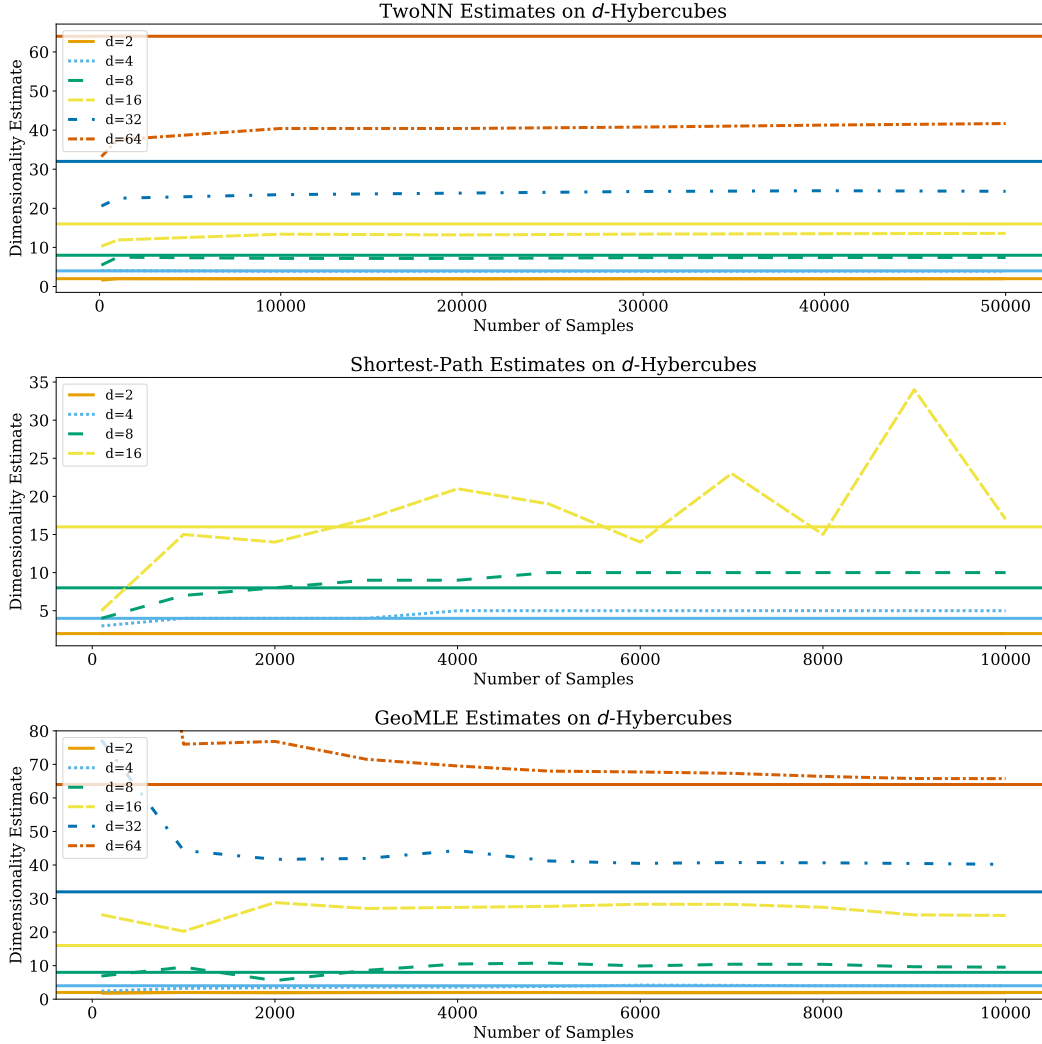 TwoNN Estimates on d-Hybercubes
Dimensionality Estimate
60
50
40
30
20
10
0
d=2
d=4
d=8
d=16
d=32
d=64
0 10000 20000 30000 40000 50000
Number of Samples
Shortest-Path Estimates on d-Hybercubes
Dimensionality Estimate
35
30
25
20
15
10
5
d=2
d=4
d=8
d=16
0 2000 4000 6000 8000 10000
Number of Samples
GeoMLE Estimates on d-Hybercubes
Dimensionality Estimate
80
70
60
50
40
30
20
10
0
d=2
d=4
d=8
d=16
d=32
d=64
0 2000 4000 6000 8000 10000
Number of Samples